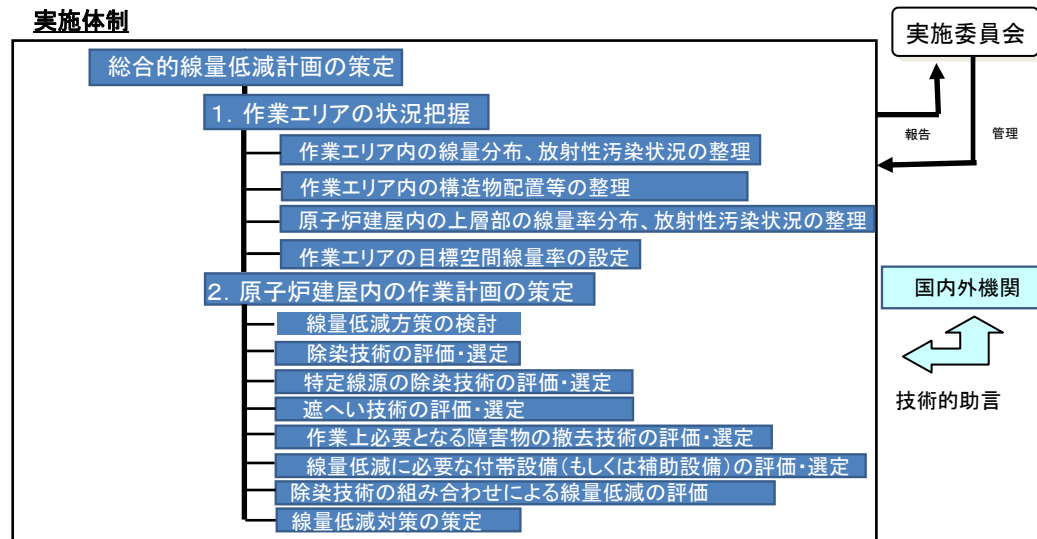 実施体制
実施委員会
総合的線量低減計画の策定
1．作業エリアの状況把握
報告
管理
作業エリア内の線量分布、放射性汚染状況の整理
作業エリア内の構造物配置等の整理
原子炉建屋内の上層部の線量率分布、放射性汚染状況の整理
作業エリアの目標空間線量率の設定
2．原子炉建屋内の作業計画の策定
国内外機関
線量低減方策の検討
除染技術の評価・選定
特定線源の除染技術の評価・選定
遮へい技術の評価・選定
技術的助言
作業上必要となる障害物の撤去技術の評価・選定
線量低減に必要な付帯設備（もしくは補助設備）の評価・選定
除染技術の組み合わせによる線量低減の評価
線量低減対策の策定